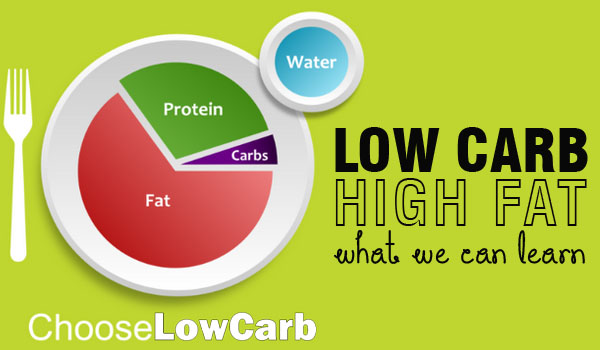 Water
Protein
Carbs
Fat
LOW CARB
HIGH FAT
what we can learn
ChooseLowCarb